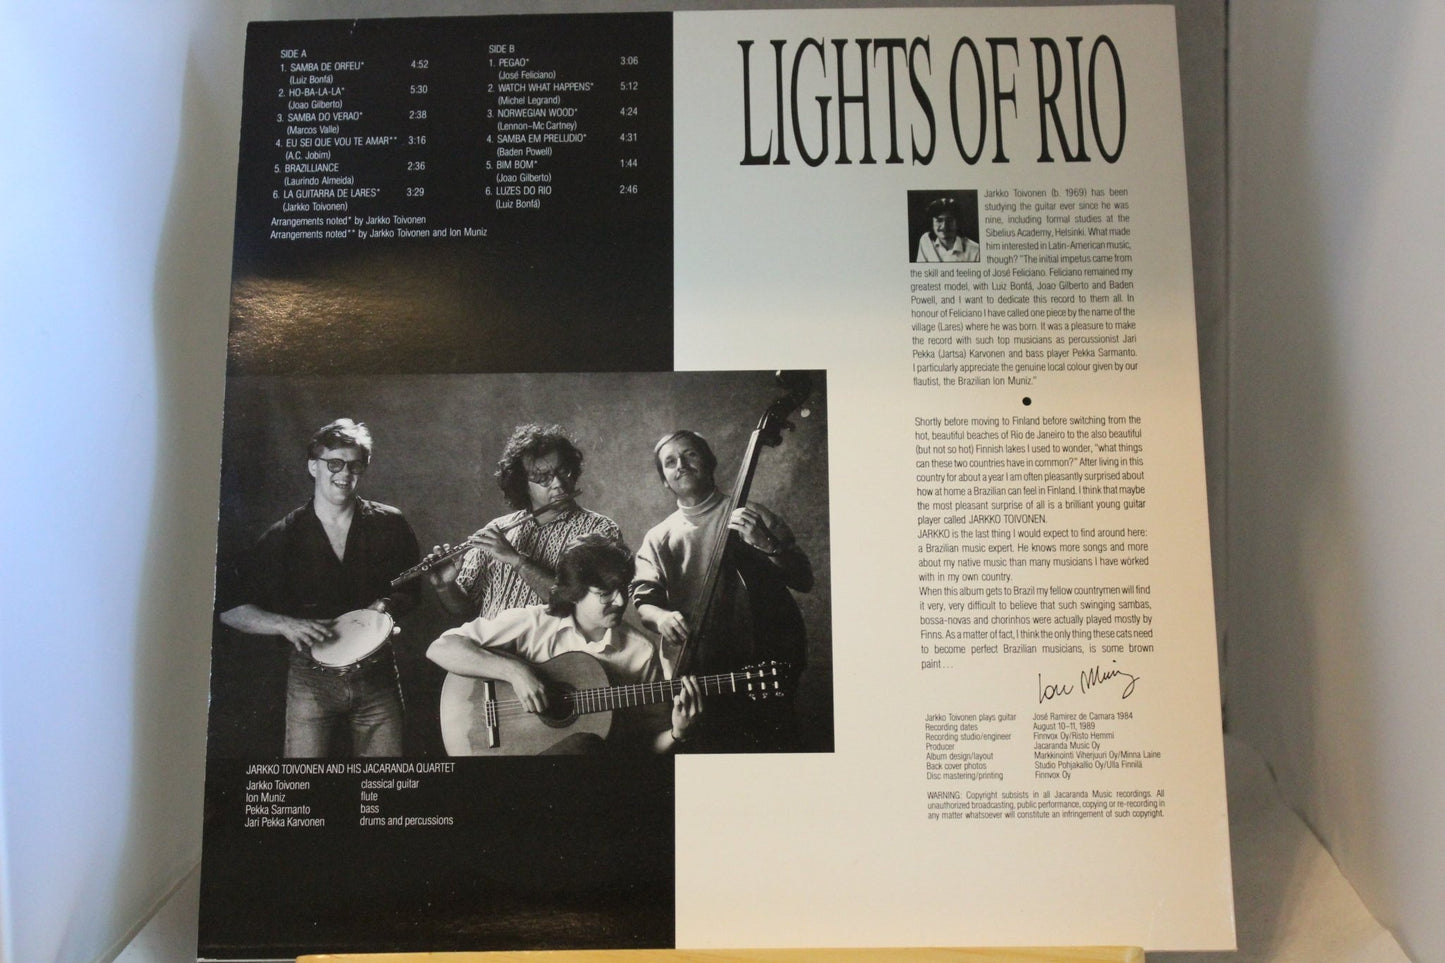 LIGHTS OF RIO
SIDE A
1. SAMBA DE ORFEU* 4:52
(Luiz Bonfá)
2. HO-BA-LA-LA* 5:30
(Joao Gilberto)
3. SAMBA DO VERAO* 2:38
(Marcos Valle)
4. EU SEI QUE VOU TE AMAR** 3:16
(A.C. Jobim)
5. BRAZILLIANCE 2:36
(Laurindo Almeida)
6. LA GUITARRA DE LARES* 3:29
(Jarkko Toivonen)
Arrangements noted* by Jarkko Toivonen
Arrangements noted** by Jarkko Toivonen and Ion Muniz
SIDE B
1. PEGAO* 3:06
(José Feliciano)
2. WATCH WHAT HAPPENS* 5:12
(Michel Legrand)
3. NORWEGIAN WOOD* 4:24
(Lennon-Mc Cartney)
4. SAMBA EM PRELUDIO* 4:31
(Baden Powell)
5. BIM BOM* 1:44
(Joao Gilberto)
6. LUZES DO RIO 2:46
(Luiz Bonfá)
Jarkko Toivonen (b. 1969) has been
studying the guitar ever since he was
nine, including formal studies at the
Sibelius Academy, Helsinki. What made
him interested in Latin-American music,
though? "The initial impetus came from
the skill and feeling of José Feliciano. Feliciano remained my
greatest model, with Luiz Bonfá, Joao Gilberto and Baden
Powell, and I want to dedicate this record to them all. In
honour of Feliciano I have called one piece by the name of the
village (Lares) where he was born. It was a pleasure to make
the record with such top musicians as percussionist Jari
Pekka (Jartsa) Karvonen and bass player Pekka Sarmanto.
I particularly appreciate the genuine local colour given by our
flautist, the Brazilian Ion Muniz."
Shortly before moving to Finland before switching from the
hot, beautiful beaches of Rio de Janeiro to the also beautiful
(but not so hot) Finnish lakes I used to wonder, "what things
can these two countries have in common?" After living in this
country for about a year I am often pleasantly surprised about
how at home a Brazilian can feel in Finland. I think that maybe
the most pleasant surprise of all is a brilliant young guitar
player called JARKKO TOIVONEN.
JARKKO is the last thing I would expect to find around here:
a Brazilian music expert. He knows more songs and more
about my native music than many musicians I have worked
with in my own country.
When this album gets to Brazil my fellow countrymen will find
it very, very difficult to believe that such swinging sambas,
bossa-novas and chorinhos were actually played mostly by
Finns. As a matter of fact, I think the only thing these cats need
to become perfect Brazilian musicians, is some brown
paint...
Ion Muniz
Jarkko Toivonen plays guitar José Ramirez de Camara 1984
Recording dates August 10-11, 1989
Recording studio/engineer Finnvox Oy/Risto Hemmi
Producer Jacaranda Music Oy
Album design/layout Markkinointi Viherjuuri Oy/Minna Laine
Back cover photos Studio Pohjakallio Oy/Ulla Finnilä
Disc mastering/printing Finnvox Oy
WARNING: Copyright subsists in all Jacaranda Music recordings. All
unauthorized broadcasting, public performance, copying or re-recording in
any matter whatsoever will constitute an infringement of such copyright.
JARKKO TOIVONEN AND HIS JACARANDA QUARTET
Jarkko Toivonen classical guitar
Ion Muniz flute
Pekka Sarmanto bass
Jari Pekka Karvonen drums and percussions